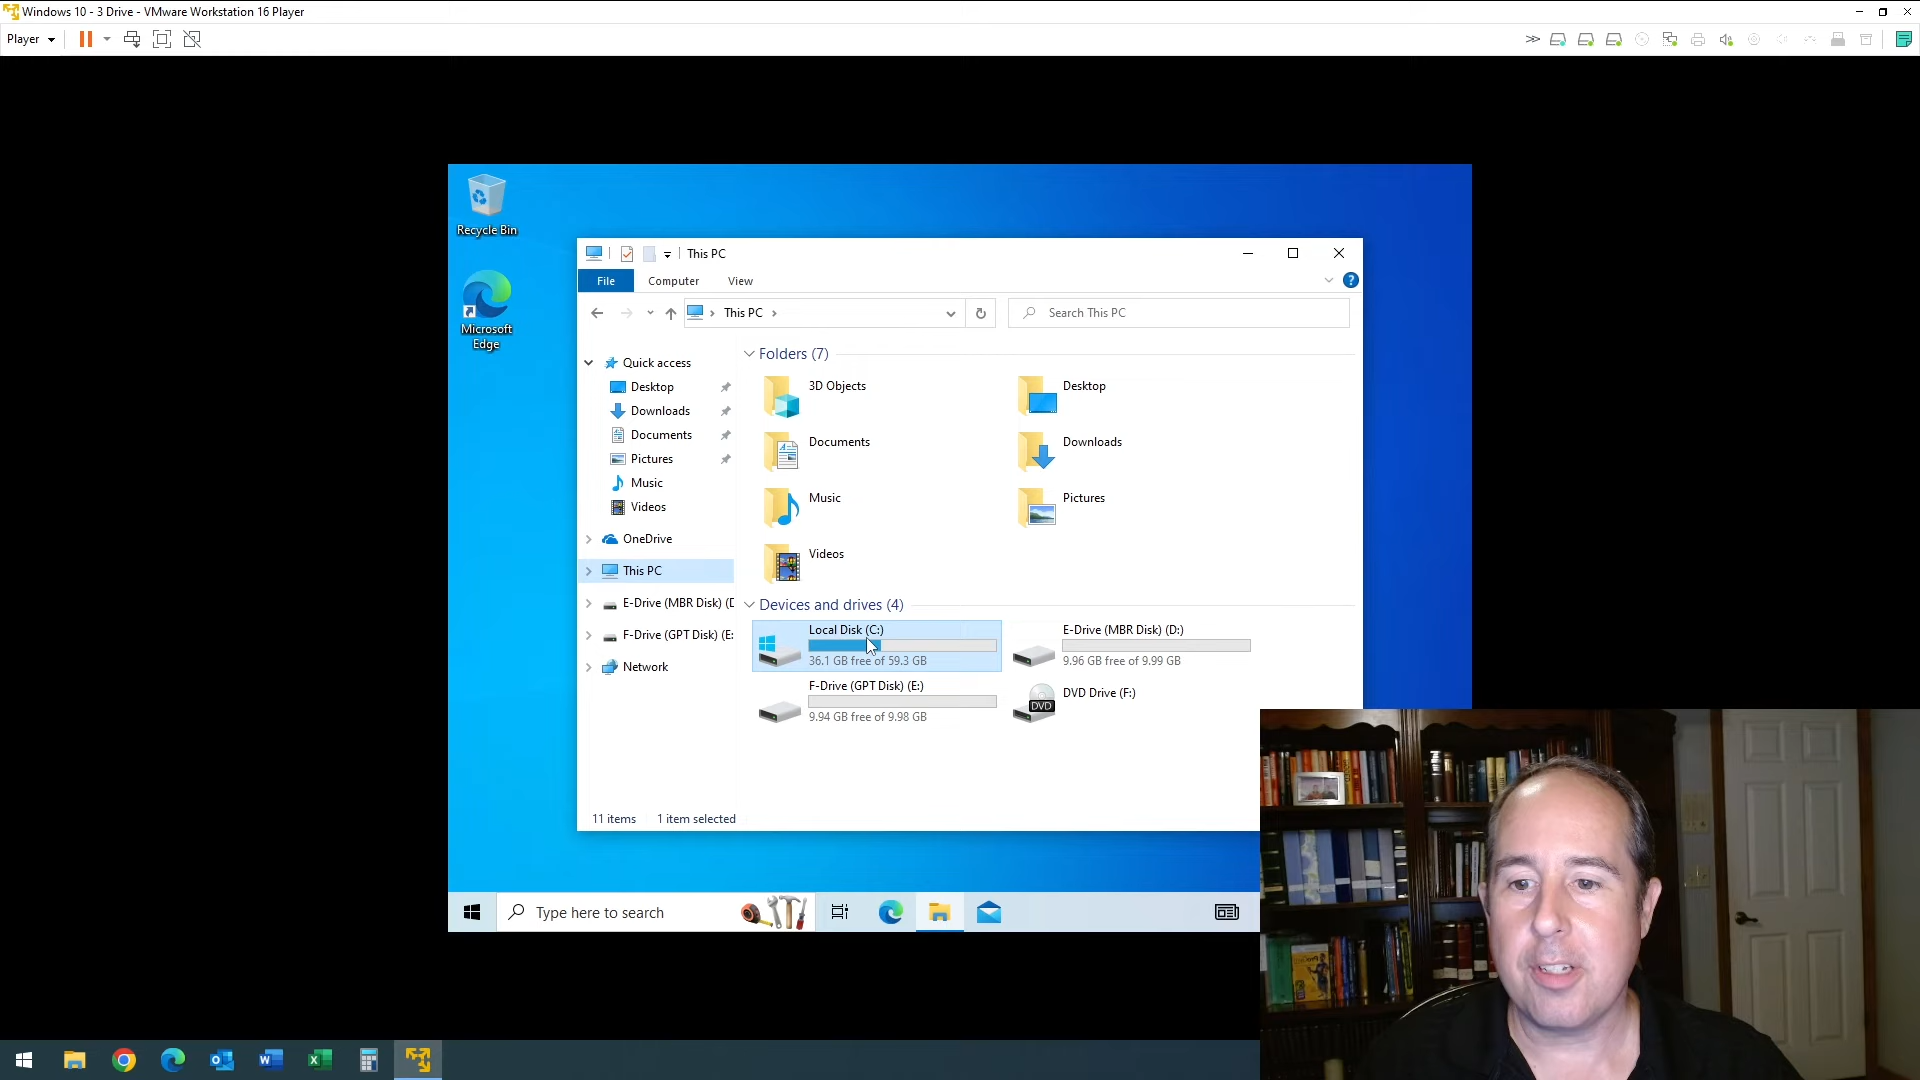 Windows 10 - 3 Drive - VMware Workstation 16 Player
Player
Recycle Bin
Microsoft
Edge
This PC
File
Computer
View
This PC
Search This PC
Quick access
Desktop
Downloads
Documents
Pictures
Music
Videos
OneDrive
This PC
E-Drive (MBR Disk) (D
F-Drive (GPT Disk) (E:
Network
Folders (7)
3D Objects
Desktop
Documents
Downloads
Music
Pictures
Videos
Devices and drives (4)
Local Disk (C:)
36.1 GB free of 59.3 GB
E-Drive (MBR Disk) (D:)
9.96 GB free of 9.99 GB
F-Drive (GPT Disk) (E:)
9.94 GB free of 9.98 GB
DVD Drive (F:)
DVD
11 items
1 item selected
Type here to search